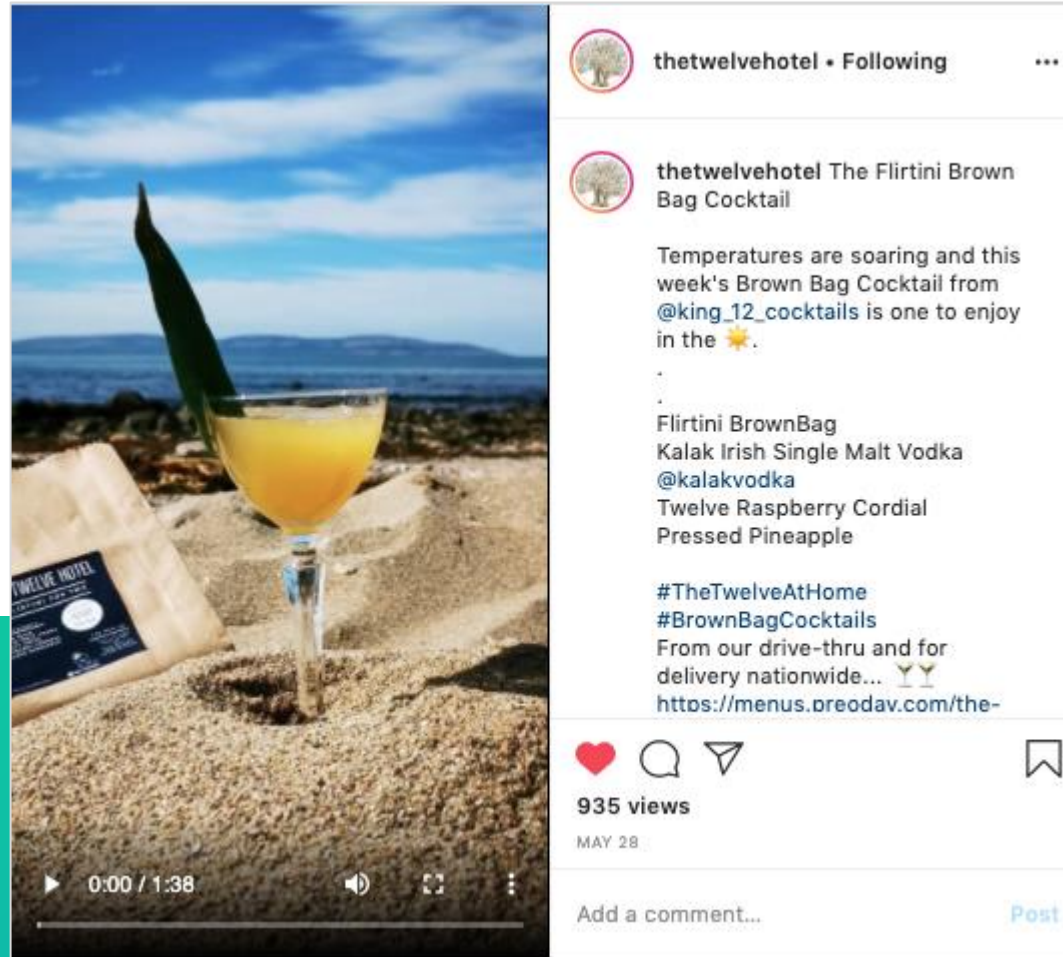 TWELVE HOTEL
0:00 / 1:38
thetwelvehotel • Following
thetwelvehotel The Flirtini Brown
Bag Cocktail
Temperatures are soaring and this
week's Brown Bag Cocktail from
@king_12_cocktails is one to enjoy
in the ☀️.
.
.
Flirtini BrownBag
Kalak Irish Single Malt Vodka
@kalakvodka
Twelve Raspberry Cordial
Pressed Pineapple
#TheTwelveAtHome
#BrownBagCocktails
From our drive-thru and for
delivery nationwide... 🍸🍸
https://menus.preoday.com/the-
935 views
MAY 28
Add a comment...
Post